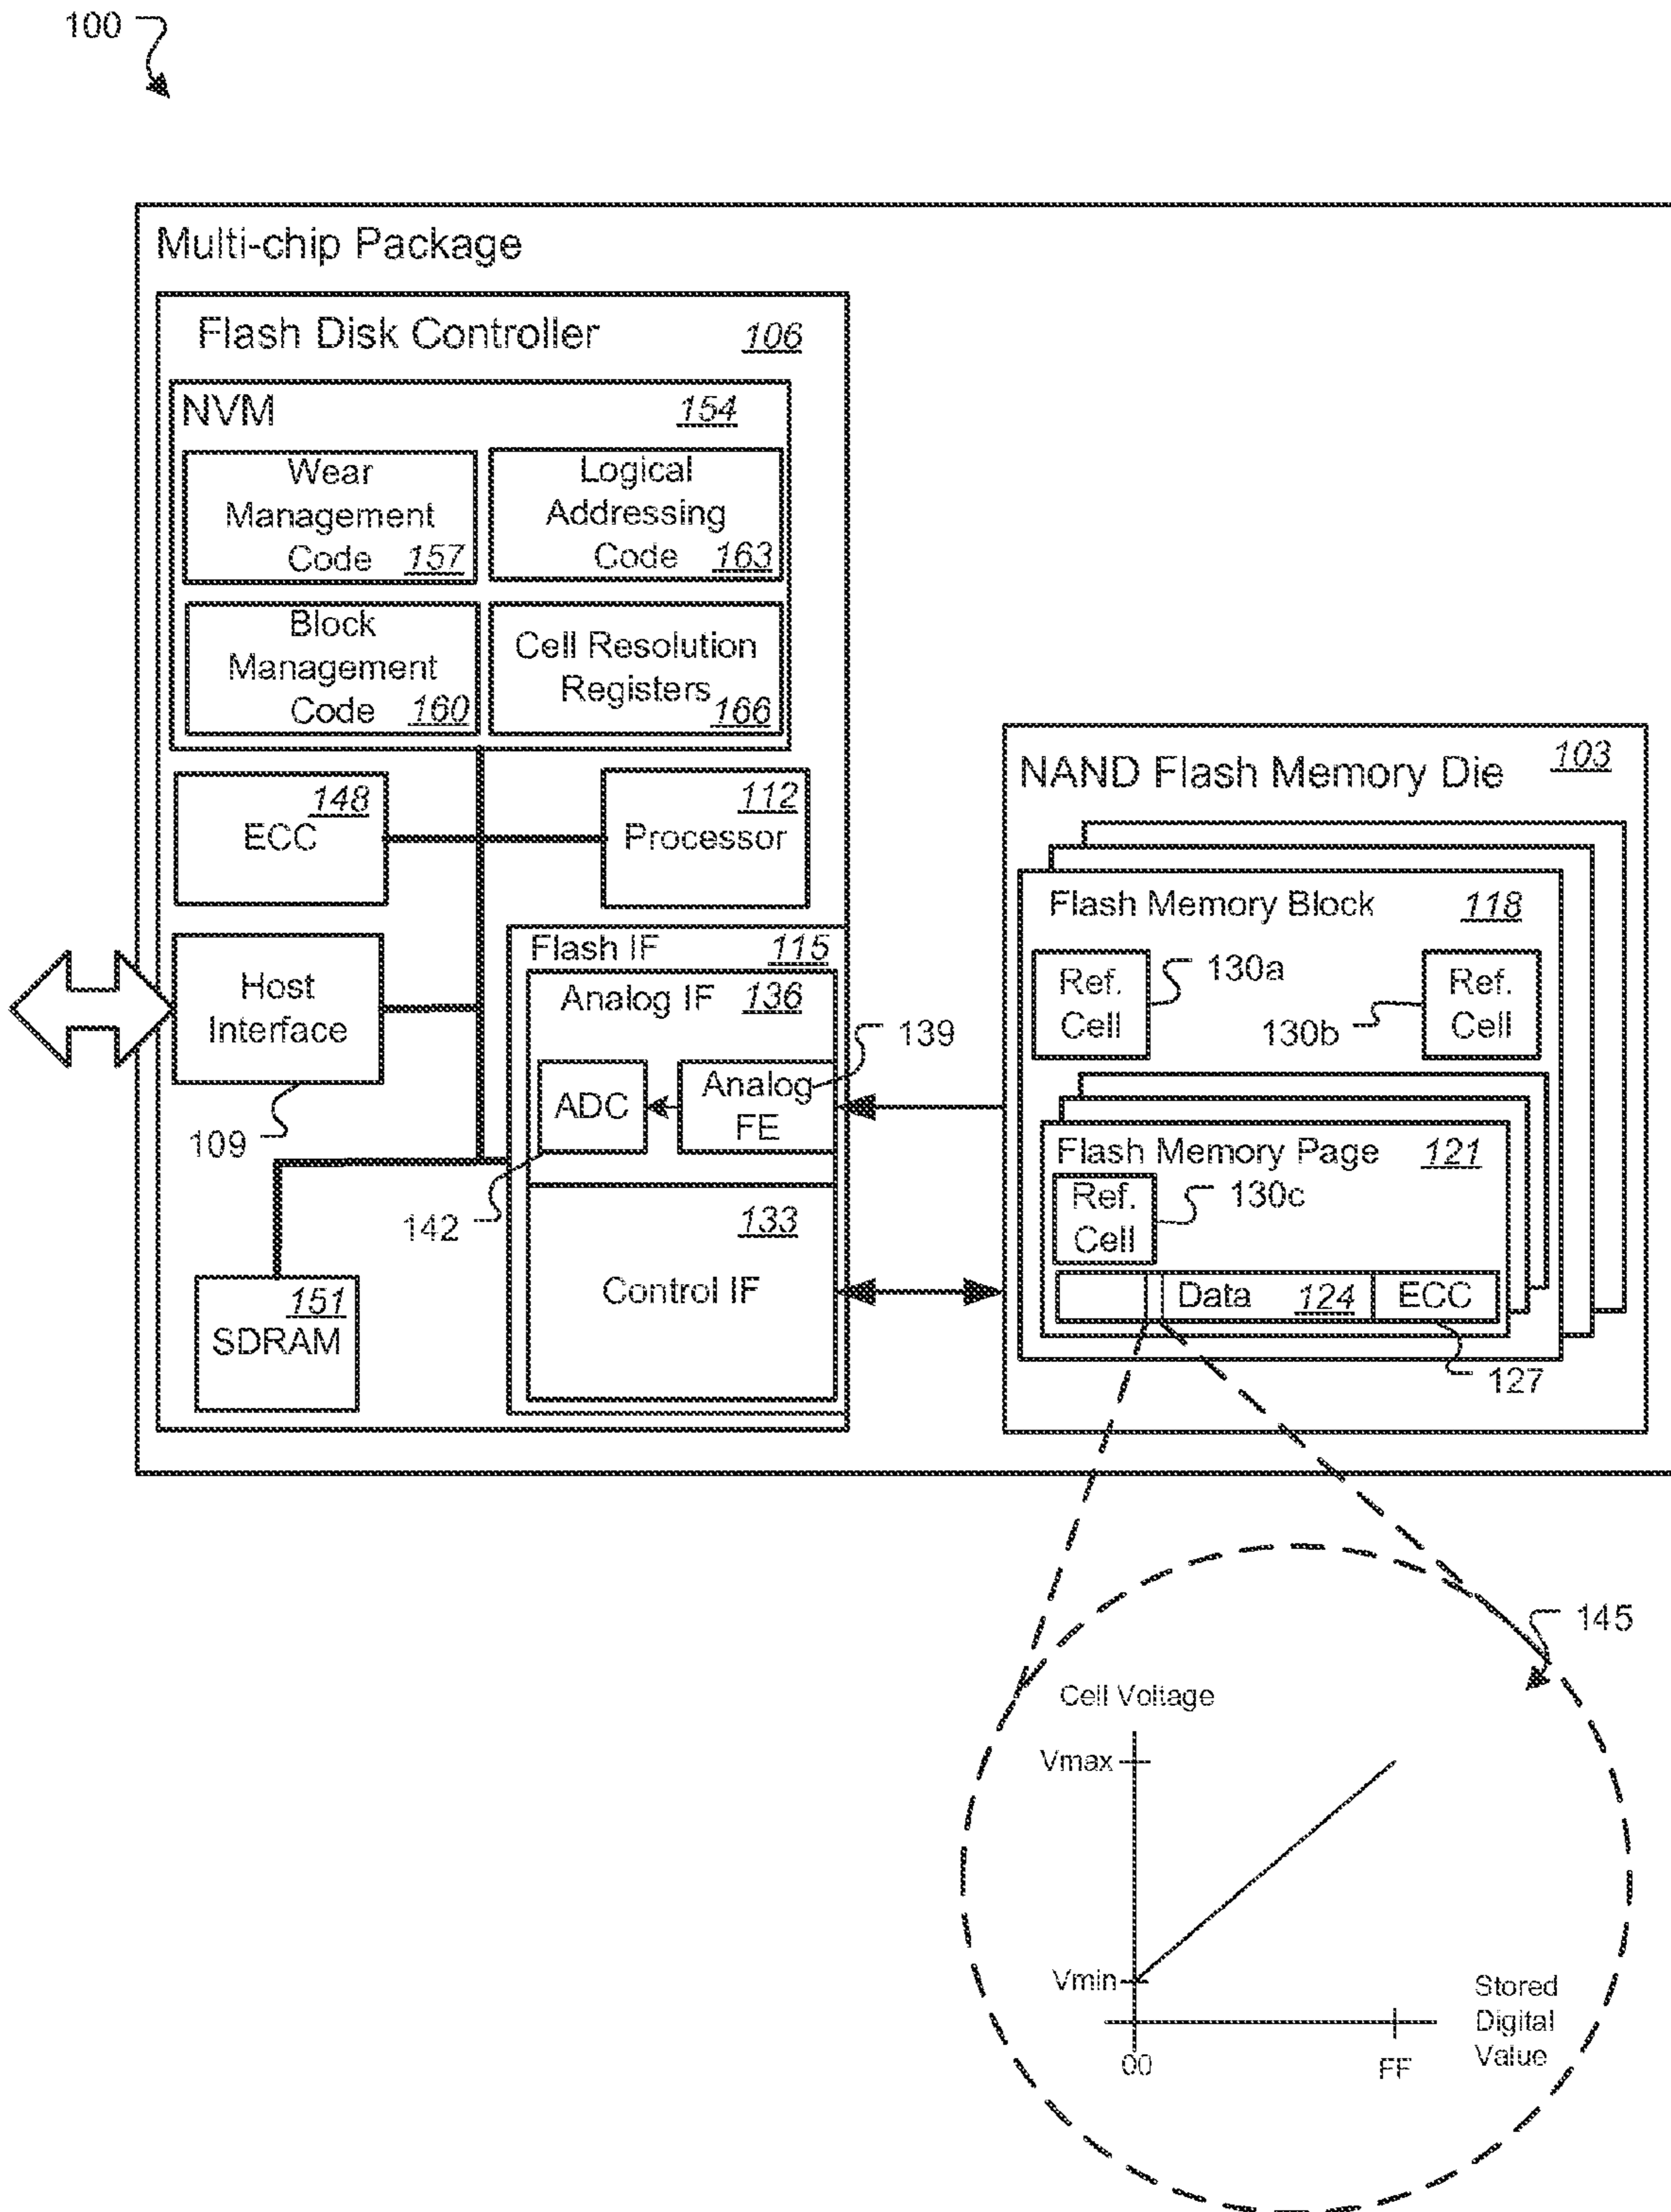 100
Multi-chip Package
Flash Disk Controller 106
NVM 154
Wear
Management
Code 157
Logical
Addressing
Code 163
Block
Management
Code 160
Cell Resolution
Registers
166
148
ECC
112
Processor
Host
Interface
109
Flash IF 115
Analog IF 136
139
ADC
Analog
FE
142
133
Control IF
151
SDRAM
NAND Flash Memory Die 103
Flash Memory Block 118
Ref.
Cell
130a
130b
Ref.
Cell
Flash Memory Page 121
Ref.
Cell
130c
Data 124 ECC
127
145
Cell Voltage
Vmax
Vmin
00
FF
Stored
Digital
Value